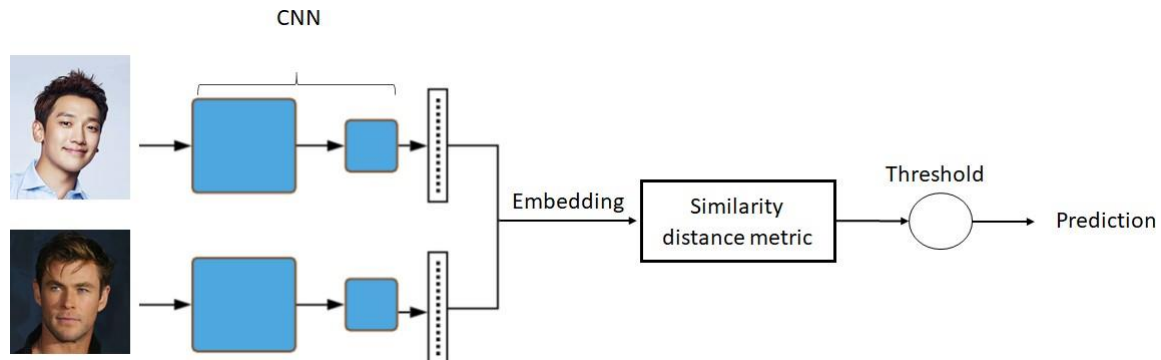 CNN
Embedding
Similarity
distance metric
Threshold
Prediction